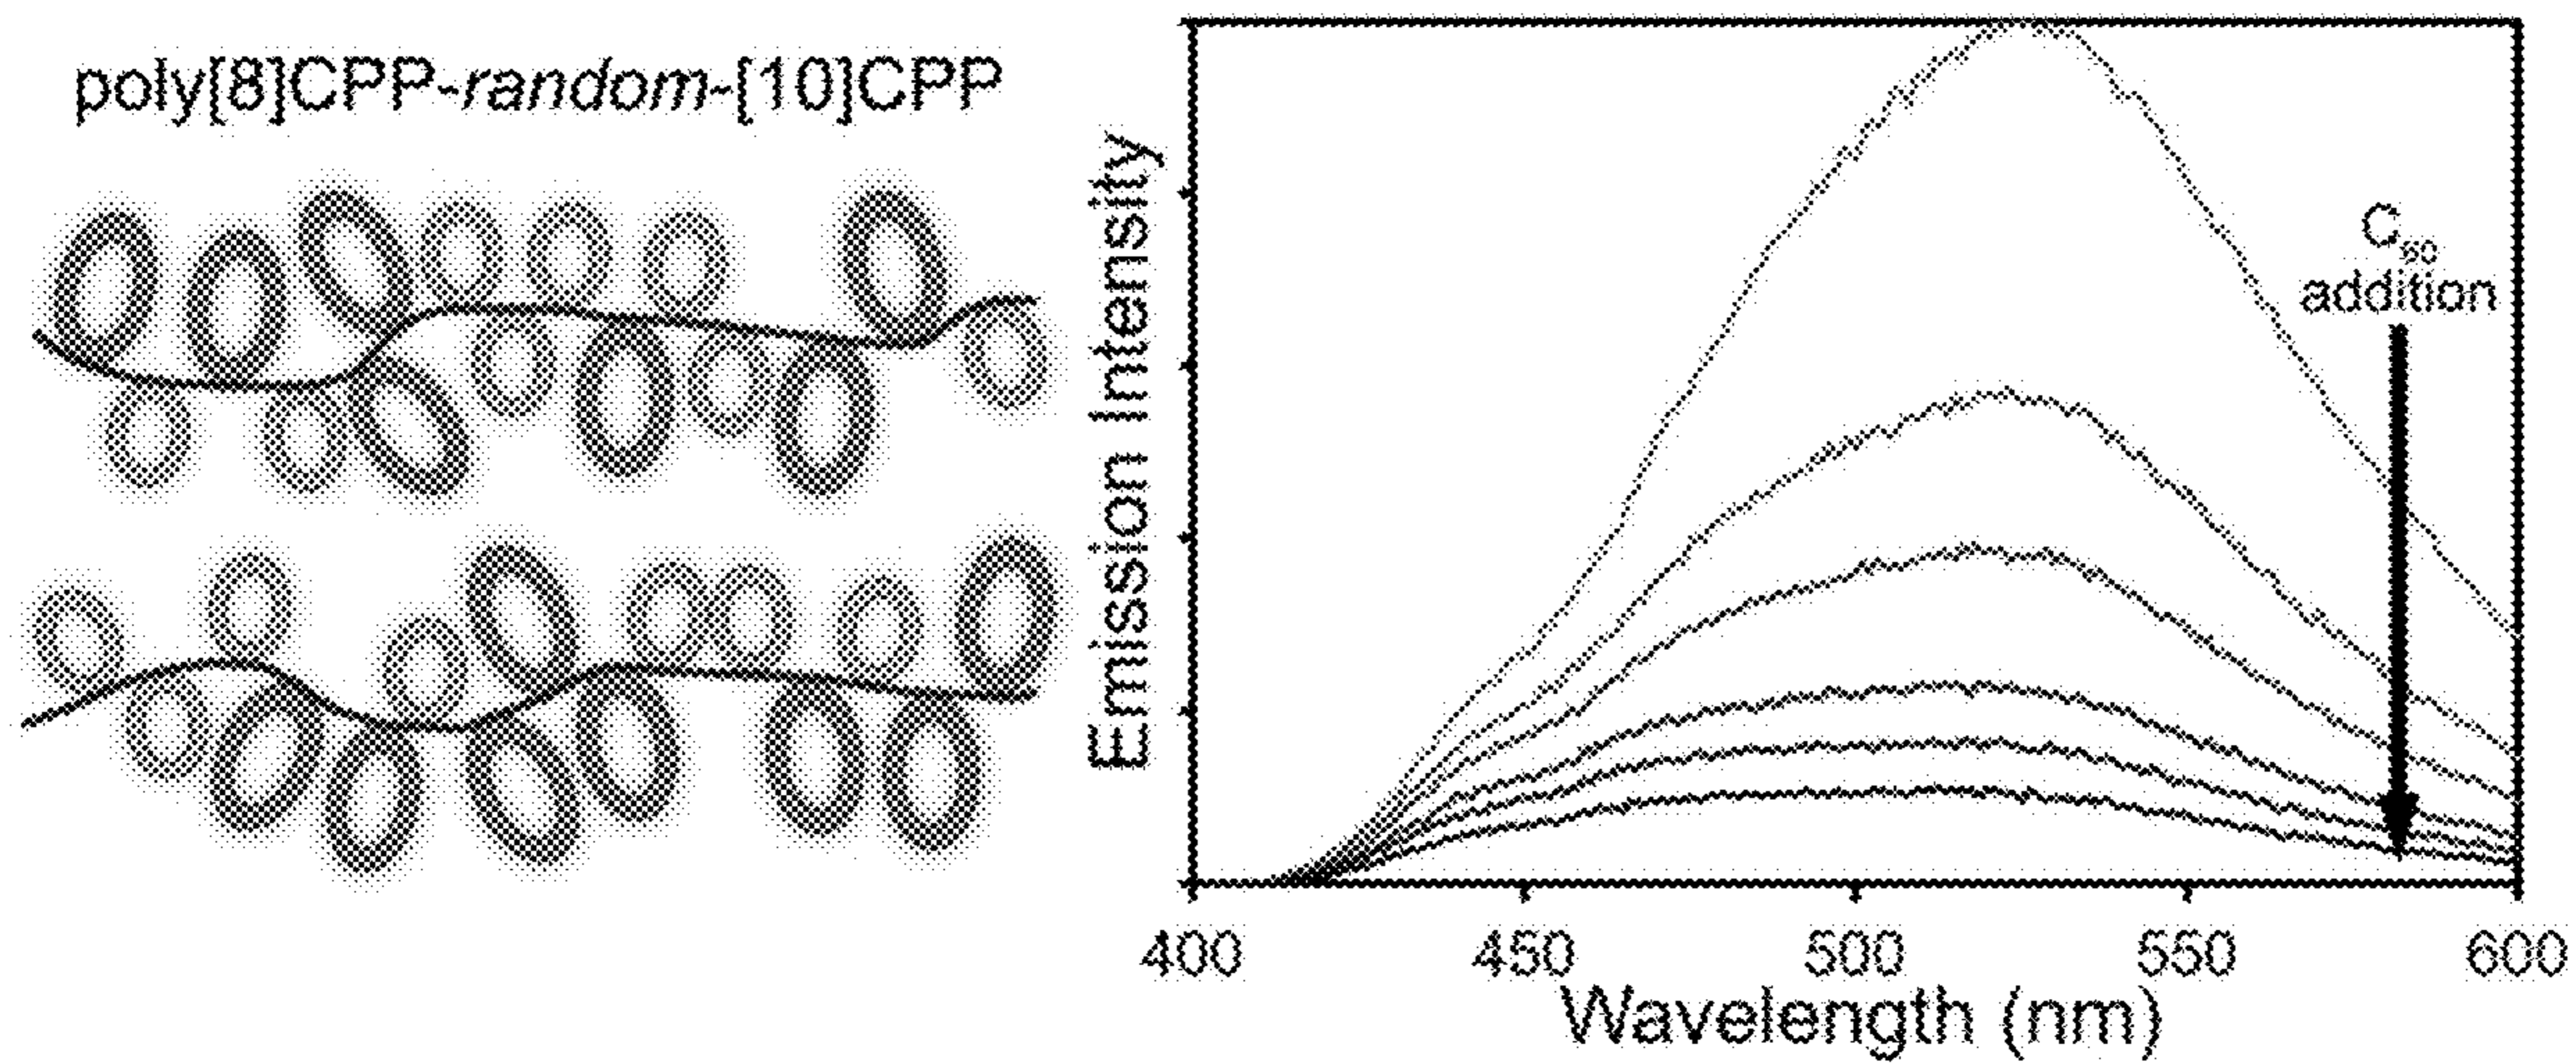 poly[8]CPP-random-[10]CPP
Emission Intensity
C60
addition
400 450 500 550 600
Wavelength (nm)